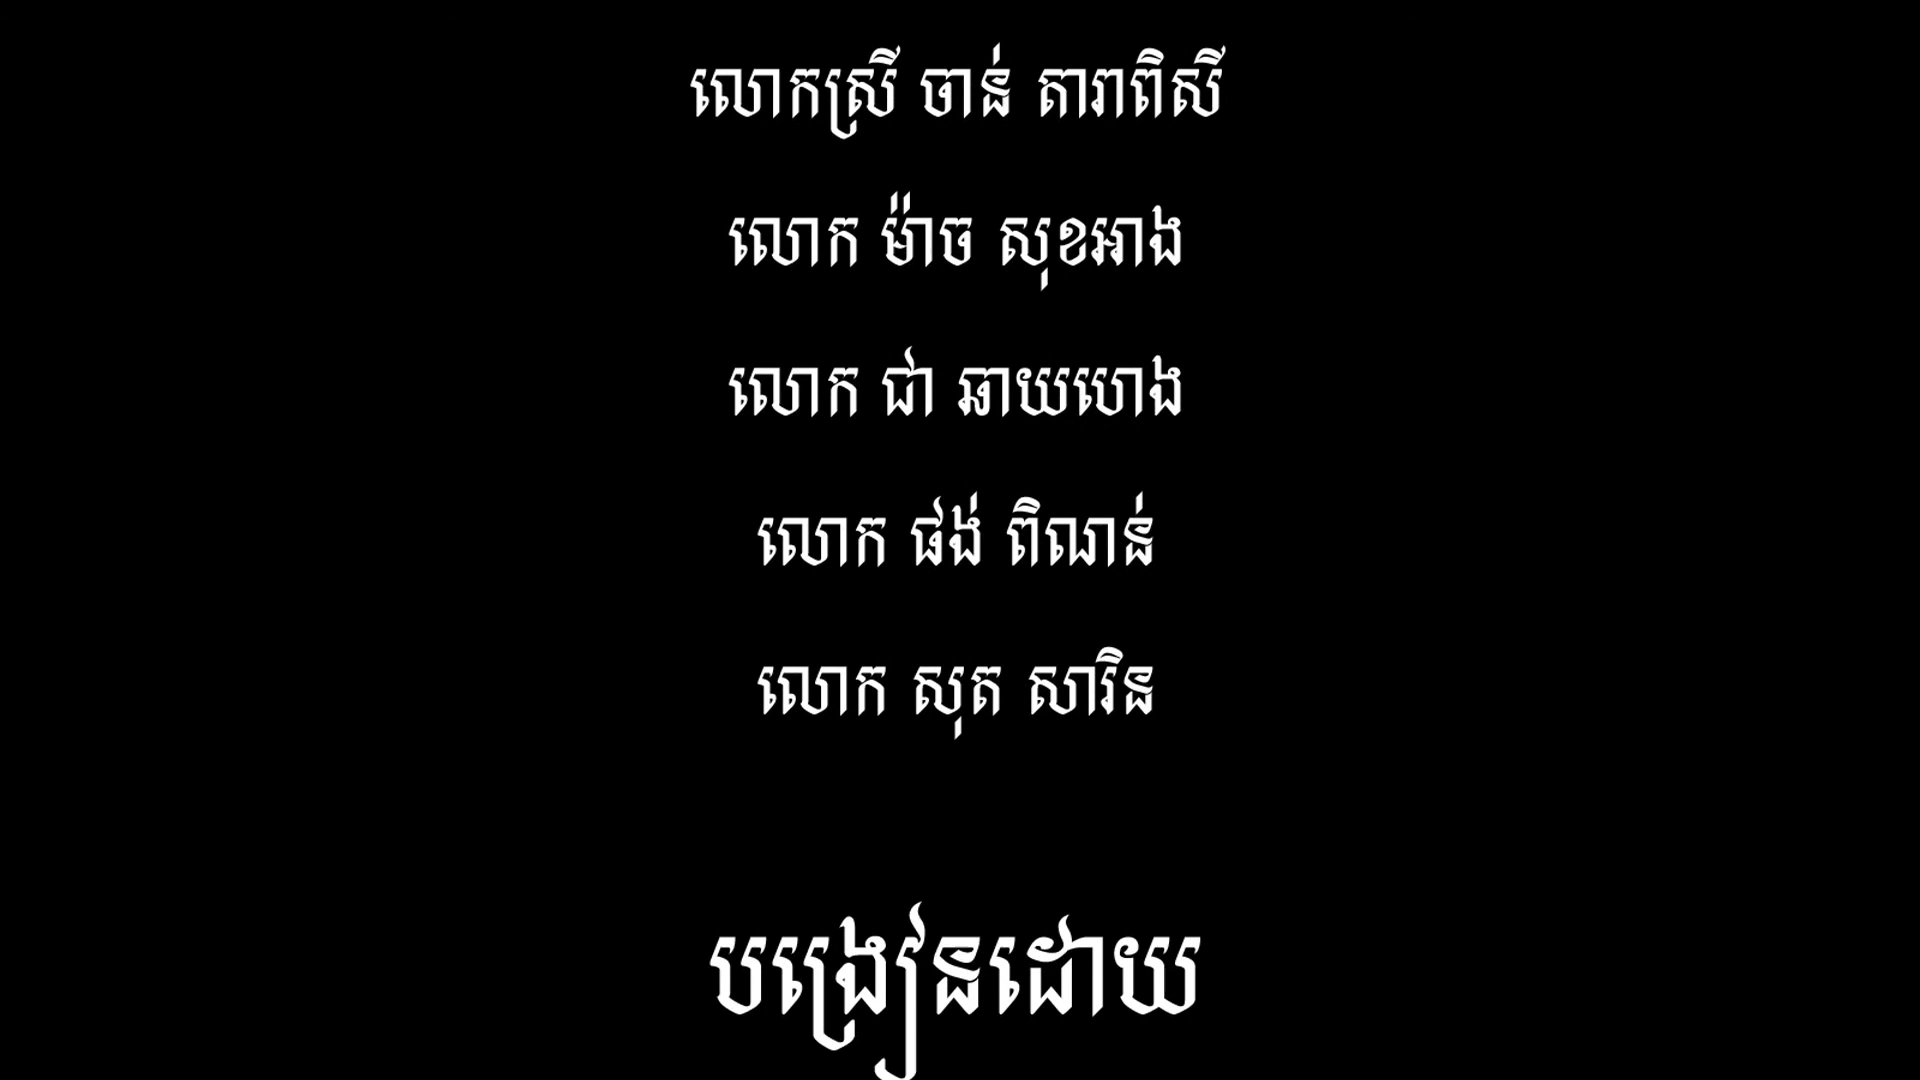 លោកស្រី ចាន់ តារាពិសី
លោក ម៉ាច សុខអាង
លោក ជា ឆាយហេង
លោក ផង់ ពិណន់
លោក សុត សារិន
បង្រៀនដោយ